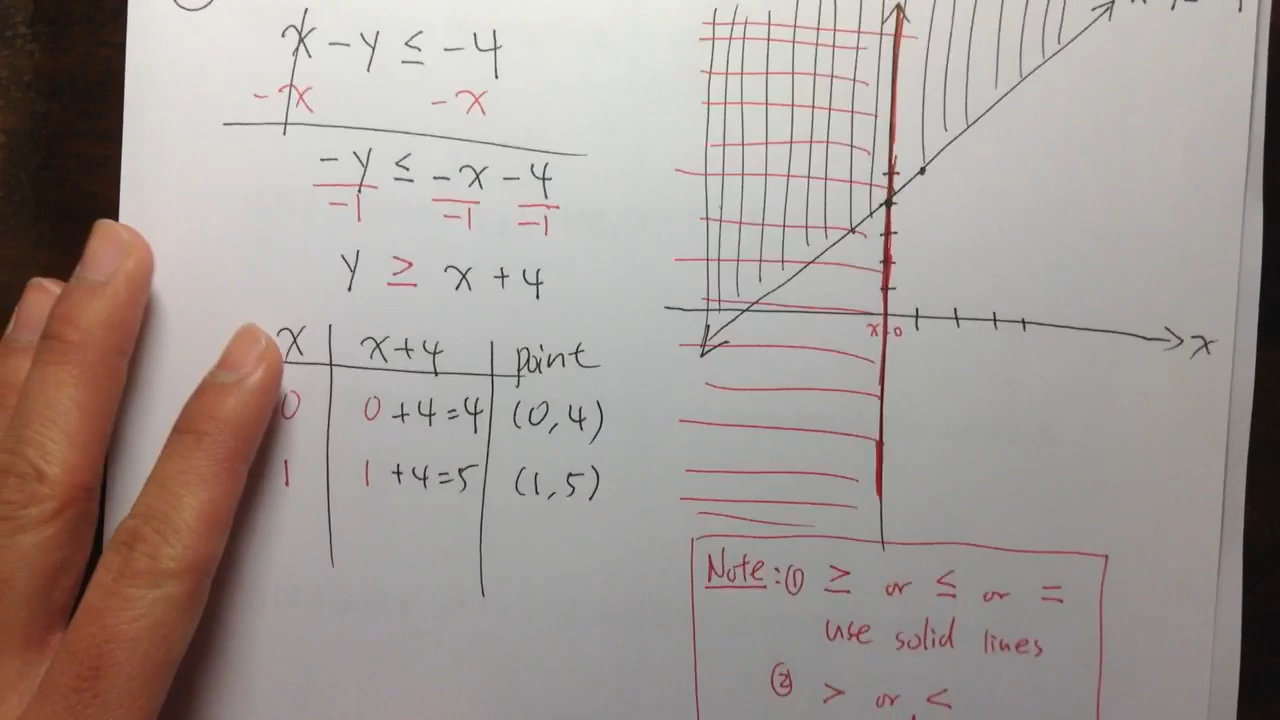 x - y ≤ -4
-x -x
-y ≤ -x - 4
-1 -1 -1
y ≥ x + 4
x x+4 point
0 0+4=4 (0,4)
1 1+4=5 (1,5)
x=0
x
Note: ① ≥ or ≤ or =
use solid lines
② > or <